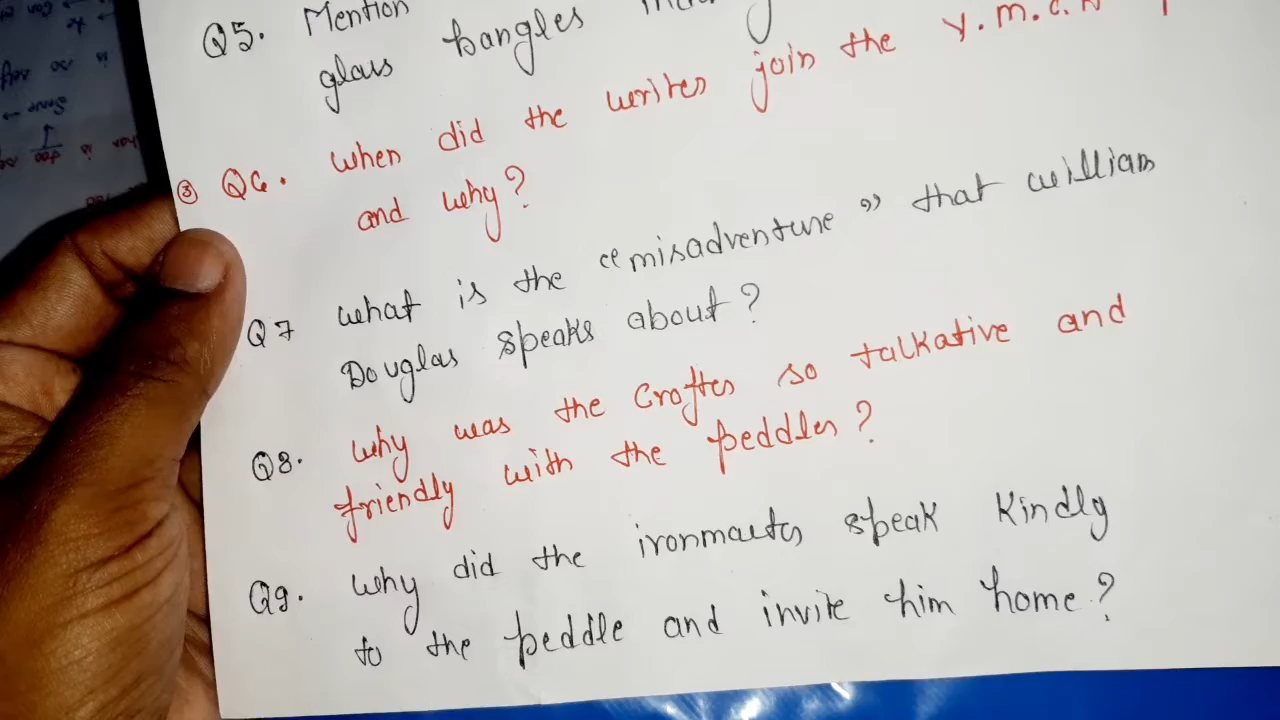 Q5. Mention
glass bangles
③ Q6. when did the writer join the Y.M.C.A
and why?
Q7 what is the "misadventure" that william
Douglas speaks about?
Q8. why was the Crofter so talkative and
friendly with the peddler?
Q9. why did the ironmaster speak kindly
to the peddle and invite him home?